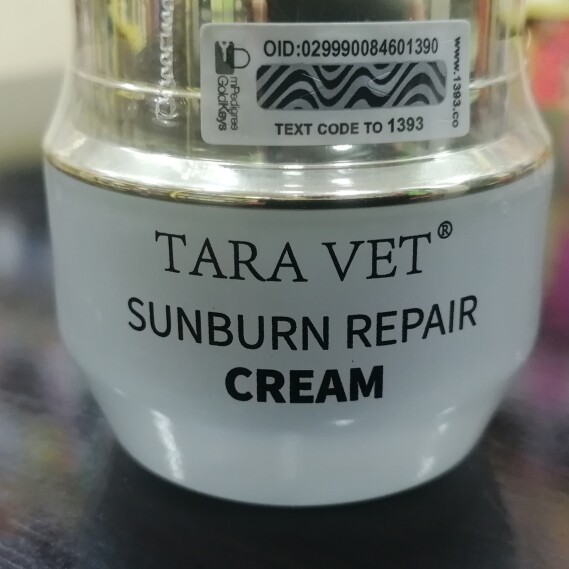 OID:029990084601390
mPedigree
GoldKeys
www.1393.co
TEXT CODE TO 1393
TARA VET®
SUNBURN REPAIR
CREAM